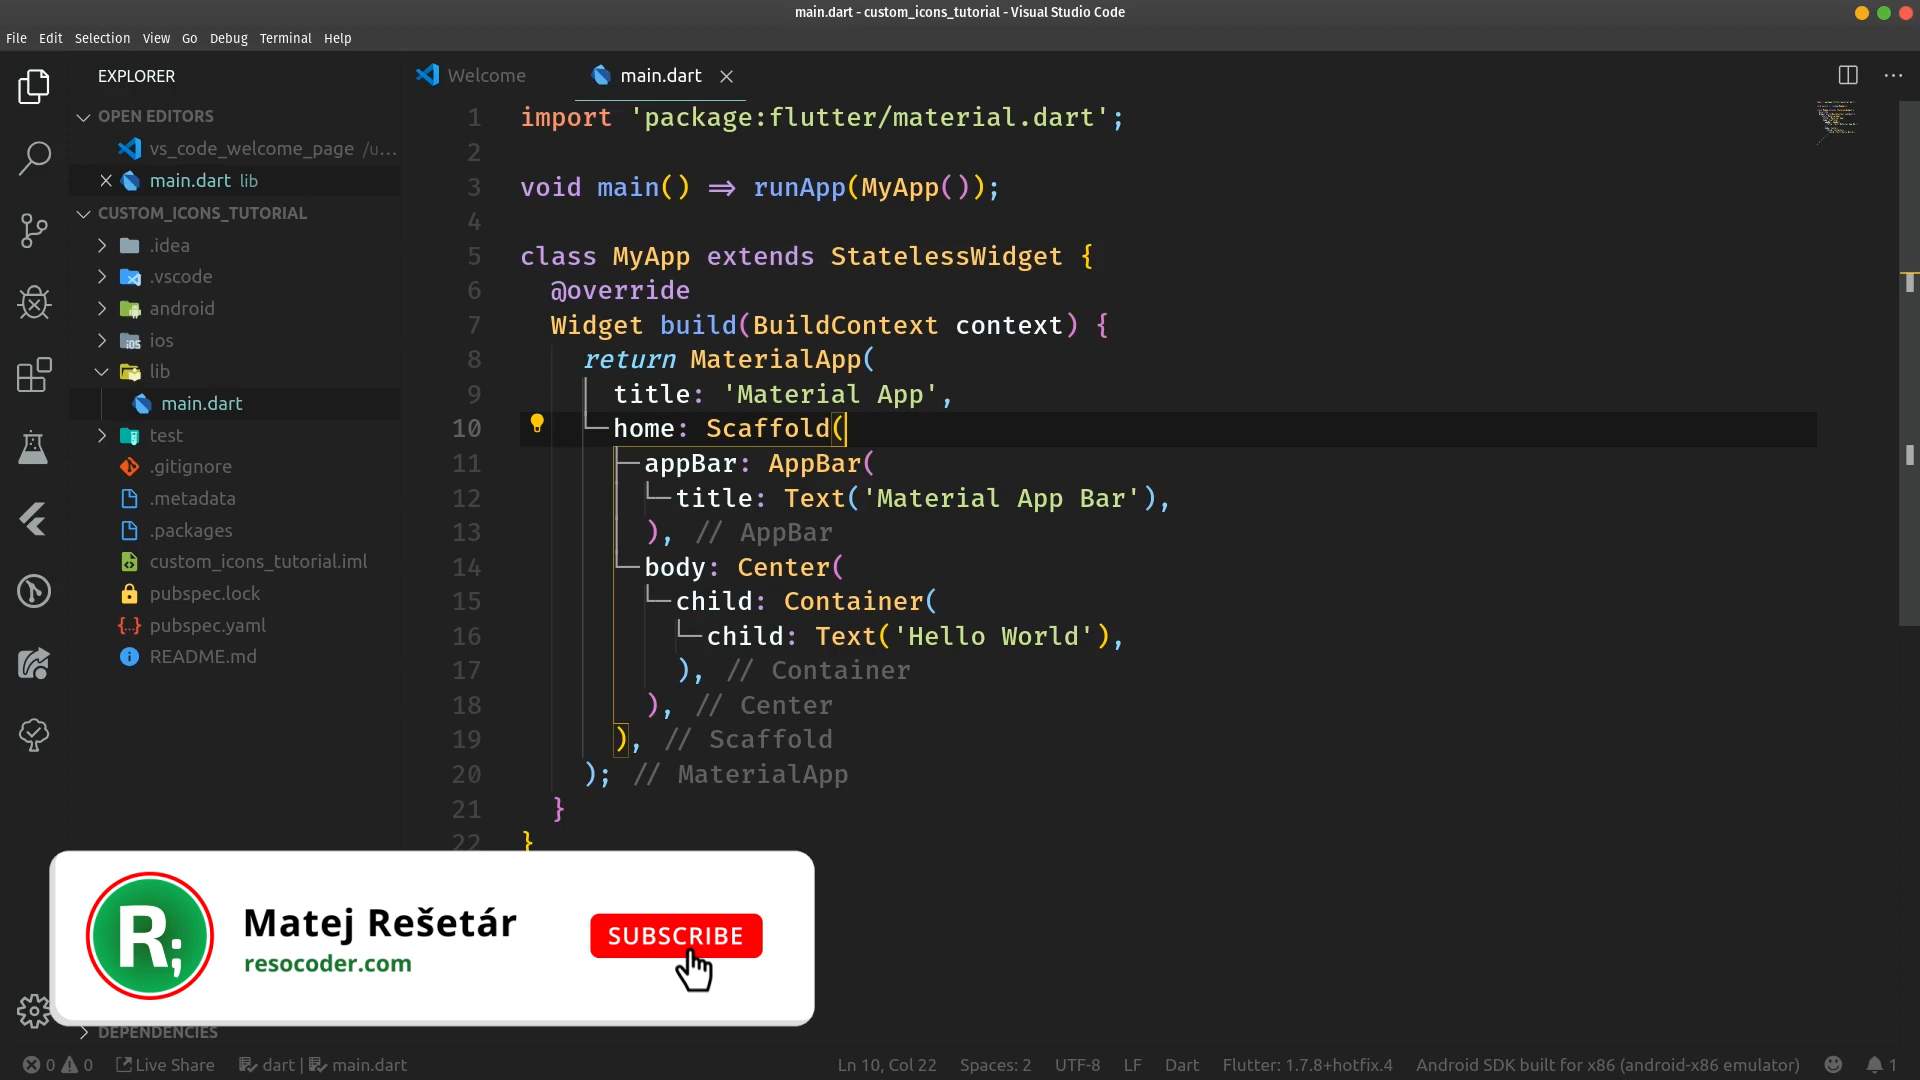 main.dart - custom_icons_tutorial - Visual Studio Code
File Edit Selection View Go Debug Terminal Help
EXPLORER
OPEN EDITORS
vs_code_welcome_page /u...
main.dart lib
CUSTOM_ICONS_TUTORIAL
.idea
.vscode
android
ios
lib
main.dart
test
.gitignore
.metadata
.packages
custom_icons_tutorial.iml
pubspec.lock
pubspec.yaml
README.md
DEPENDENCIES
Welcome
main.dart
1 import 'package:flutter/material.dart';
2
3 void main() => runApp(MyApp());
4
5 class MyApp extends StatelessWidget {
6 @override
7 Widget build(BuildContext context) {
8 return MaterialApp(
9 title: 'Material App',
10 home: Scaffold(
11 appBar: AppBar(
12 title: Text('Material App Bar'),
13 ), // AppBar
14 body: Center(
15 child: Container(
16 child: Text('Hello World'),
17 ), // Container
18 ), // Center
19 ), // Scaffold
20 ); // MaterialApp
21 }
22 }
R;
Matej Rešetár
resocoder.com
SUBSCRIBE
0 0 Live Share dart | main.dart Ln 10, Col 22 Spaces: 2 UTF-8 LF Dart Flutter: 1.7.8+hotfix.4 Android SDK built for x86 (android-x86 emulator) 1